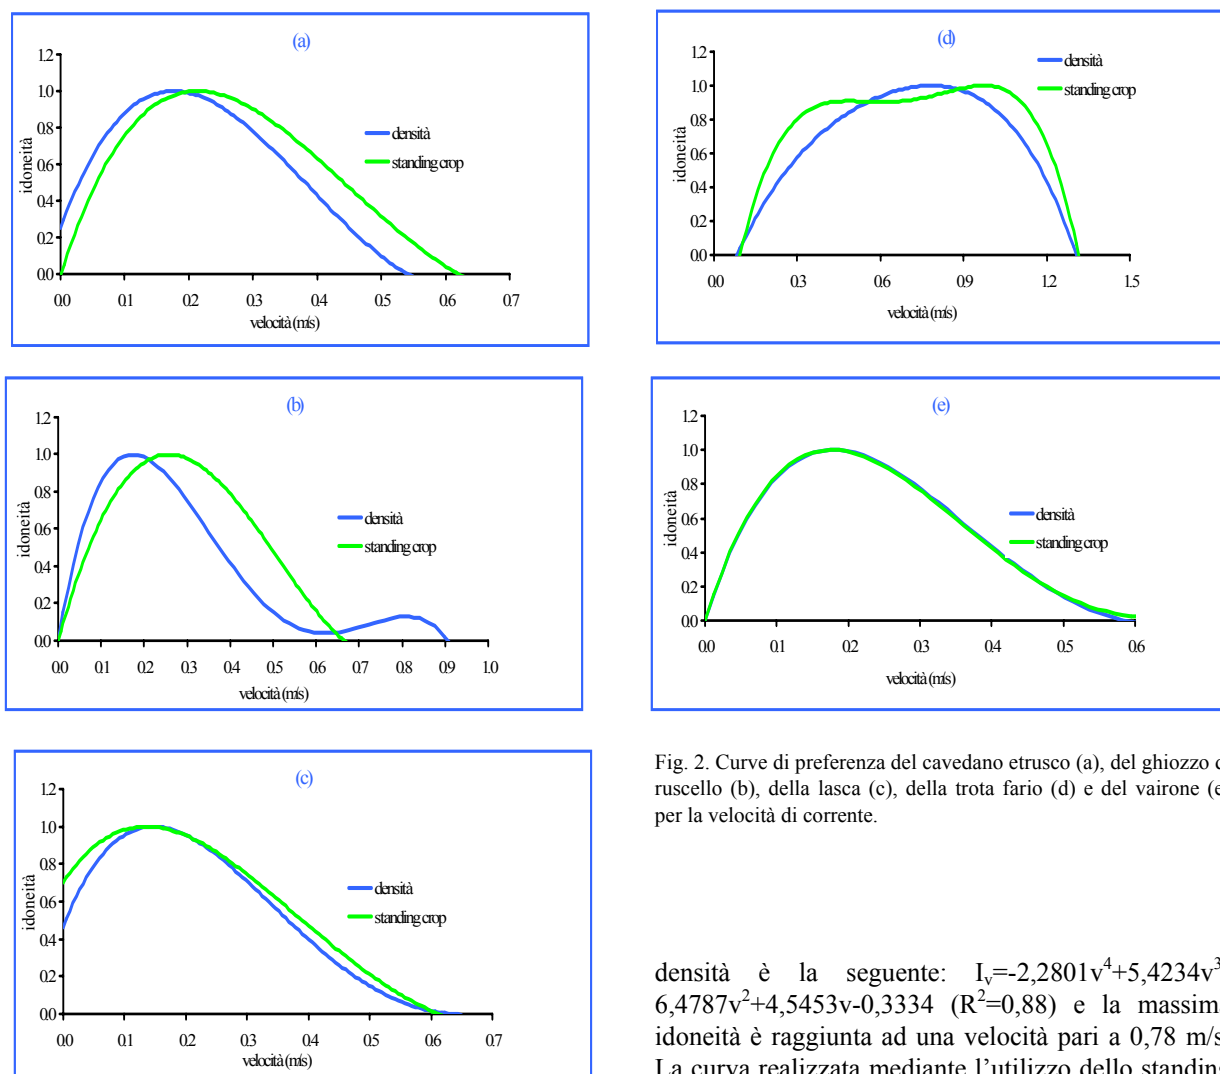 (a)
1.2
1.0
0.8
0.6
0.4
0.2
0.0
idoneità
densità
standing crop
0.0 0.1 0.2 0.3 0.4 0.5 0.6 0.7
velocità (m/s)
(b)
1.2
1.0
0.8
0.6
0.4
0.2
0.0
idoneità
densità
standing crop
0.0 0.1 0.2 0.3 0.4 0.5 0.6 0.7 0.8 0.9 1.0
velocità (m/s)
(c)
1.2
1.0
0.8
0.6
0.4
0.2
0.0
idoneità
densità
standing crop
0.0 0.1 0.2 0.3 0.4 0.5 0.6 0.7
velocità (m/s)
(d)
1.2
1.0
0.8
0.6
0.4
0.2
0.0
idoneità
densità
standing crop
0.0 0.3 0.6 0.9 1.2 1.5
velocità (m/s)
(e)
1.2
1.0
0.8
0.6
0.4
0.2
0.0
idoneità
densità
standing crop
0.0 0.1 0.2 0.3 0.4 0.5 0.6
velocità (m/s)
Fig. 2. Curve di preferenza del cavedano etrusco (a), del ghiozzo d
ruscello (b), della lasca (c), della trota fario (d) e del vairone (e
per la velocità di corrente.
densità è la seguente: Iᵥ=-2,2801v⁴+5,4234v³
6,4787v²+4,5453v-0,3334 (R²=0,88) e la massima
idoneità è raggiunta ad una velocità pari a 0,78 m/s
La curva realizzata mediante l'utilizzo dello standing